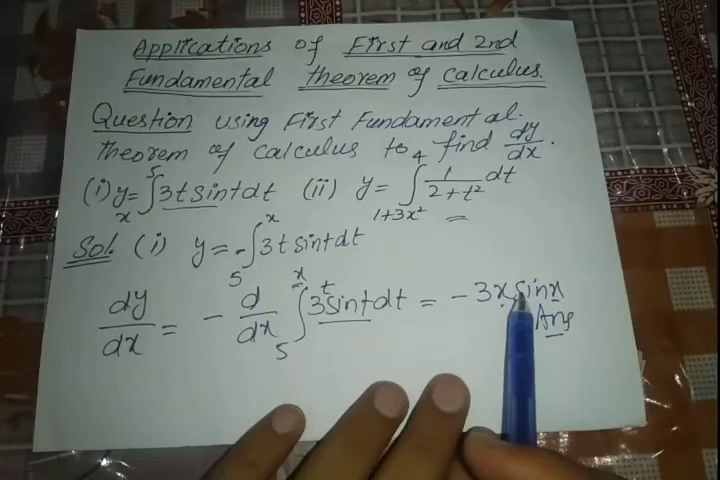 Applications of First and 2nd
Fundamental theorem of Calculus.
Question using First Fundamental
theorem of calculus to find dy/dx.
(i) y = ∫_x^5 3t sint dt (ii) y = ∫_{1+3x²}^4 1/(2+t²) dt
Sol. (i) y = -∫_5^x 3t sint dt
dy/dx = - d/dx ∫_5^x 3t sint dt = - 3x sinx
Ans